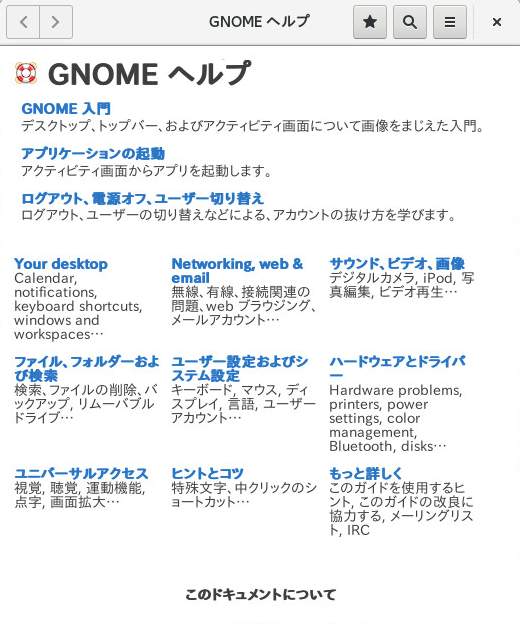 GNOME ヘルプ
GNOME ヘルプ
GNOME 入門
デスクトップ、トップバー、およびアクティビティ画面について画像をまじえた入門。
アプリケーションの起動
アクティビティ画面からアプリを起動します。
ログアウト、電源オフ、ユーザー切り替え
ログアウト、ユーザーの切り替えなどによる、アカウントの抜け方を学びます。
Your desktop
Calendar,
notifications,
keyboard shortcuts,
windows and
workspaces…
Networking, web &
email
無線、有線、接続関連の
問題、web ブラウジング、
メールアカウント…
サウンド、ビデオ、画像
デジタルカメラ, iPod, 写
真編集, ビデオ再生…
ファイル、フォルダーおよ
び検索
検索、ファイルの削除、バ
ックアップ, リムーバブル
ドライブ…
ユーザー設定およびシ
ステム設定
キーボード, マウス, ディ
スプレイ, 言語, ユーザー
アカウント…
ハードウェアとドライバ
ー
Hardware problems,
printers, power
settings, color
management,
Bluetooth, disks…
ユニバーサルアクセス
視覚, 聴覚, 運動機能,
点字, 画面拡大…
ヒントとコツ
特殊文字、中クリックのシ
ョートカット…
もっと詳しく
このガイドを使用するヒ
ント, このガイドの改良に
協力する, メーリングリス
ト, IRC
このドキュメントについて